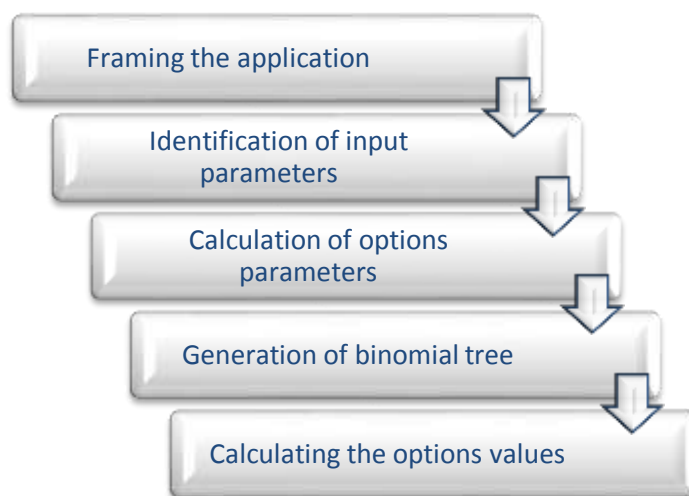 Framing the application
Identification of input
parameters
Calculation of options
parameters
Generation of binomial tree
Calculating the options values